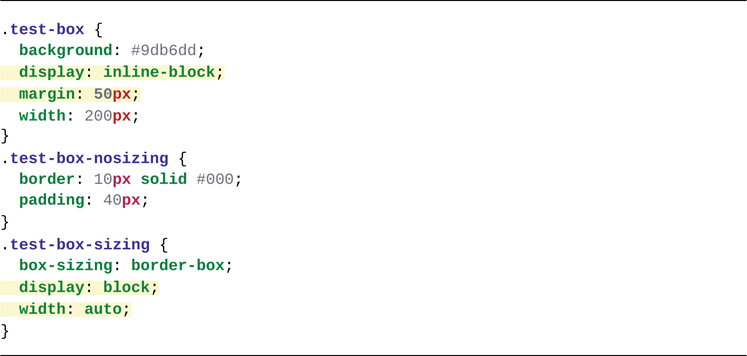 .test-box {
  background: #9db6dd;
  display: inline-block;
  margin: 50px;
  width: 200px;
}
.test-box-nosizing {
  border: 10px solid #000;
  padding: 40px;
}
.test-box-sizing {
  box-sizing: border-box;
  display: block;
  width: auto;
}